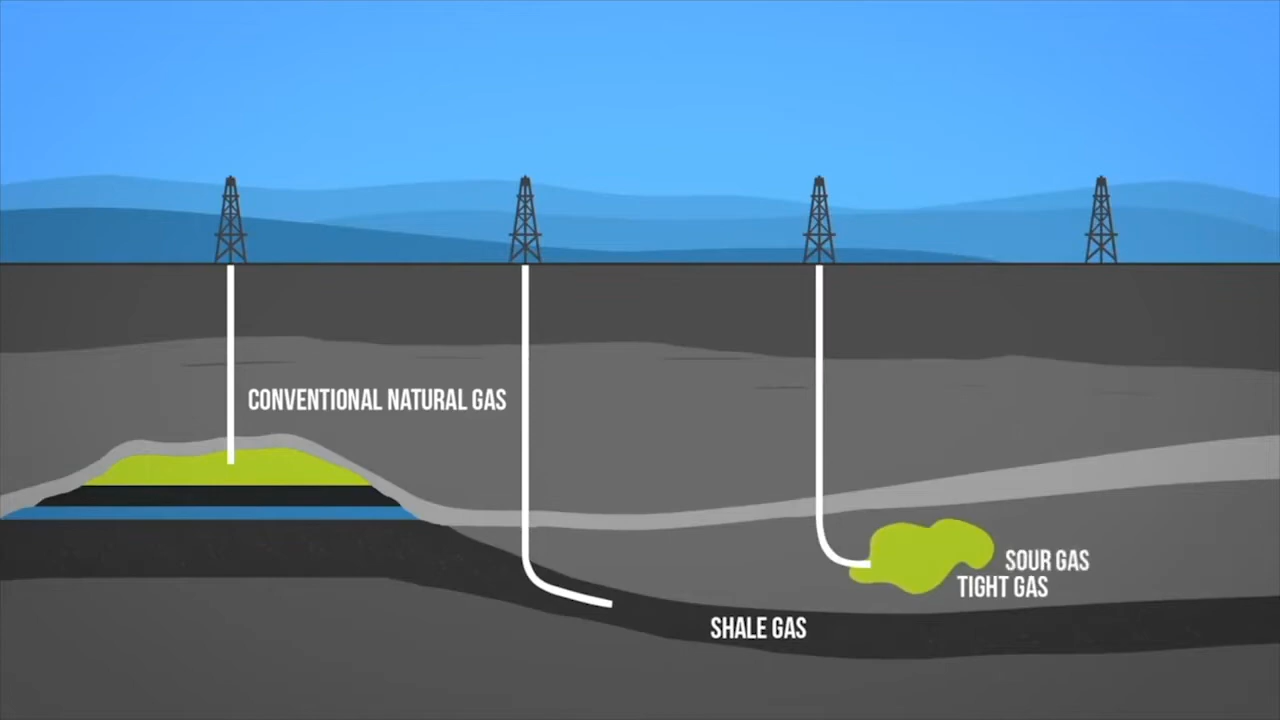 CONVENTIONAL NATURAL GAS
SOUR GAS
TIGHT GAS
SHALE GAS